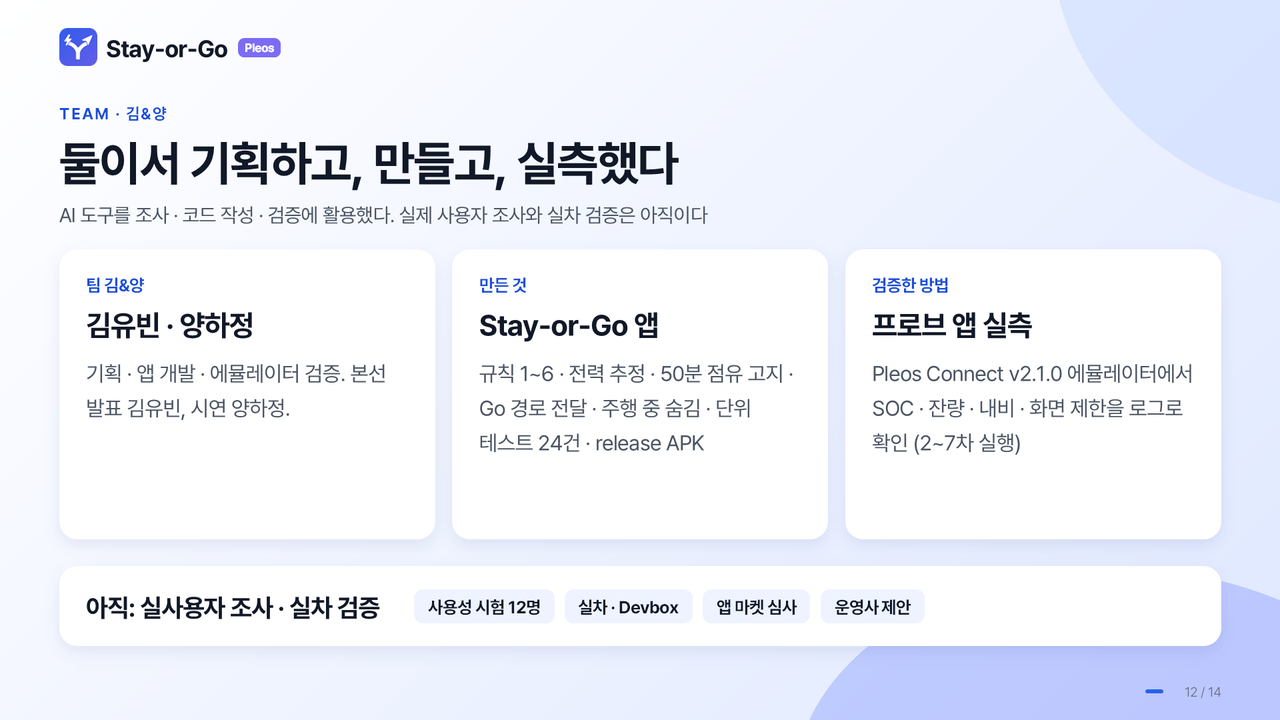 Stay-or-Go Pleos
TEAM · 김&양
둘이서 기획하고, 만들고, 실측했다
AI 도구를 조사 · 코드 작성 · 검증에 활용했다. 실제 사용자 조사와 실차 검증은 아직이다
팀 김&양
김유빈 · 양하정
기획 · 앱 개발 · 에뮬레이터 검증. 본선
발표 김유빈, 시연 양하정.
만든 것
Stay-or-Go 앱
규칙 1~6 · 전력 추정 · 50분 점유 고지 ·
Go 경로 전달 · 주행 중 숨김 · 단위
테스트 24건 · release APK
검증한 방법
프로브 앱 실측
Pleos Connect v2.1.0 에뮬레이터에서
SOC · 잔량 · 내비 · 화면 제한을 로그로
확인 (2~7차 실행)
아직: 실사용자 조사 · 실차 검증
사용성 시험 12명
실차 · Devbox
앱 마켓 심사
운영사 제안
12 / 14